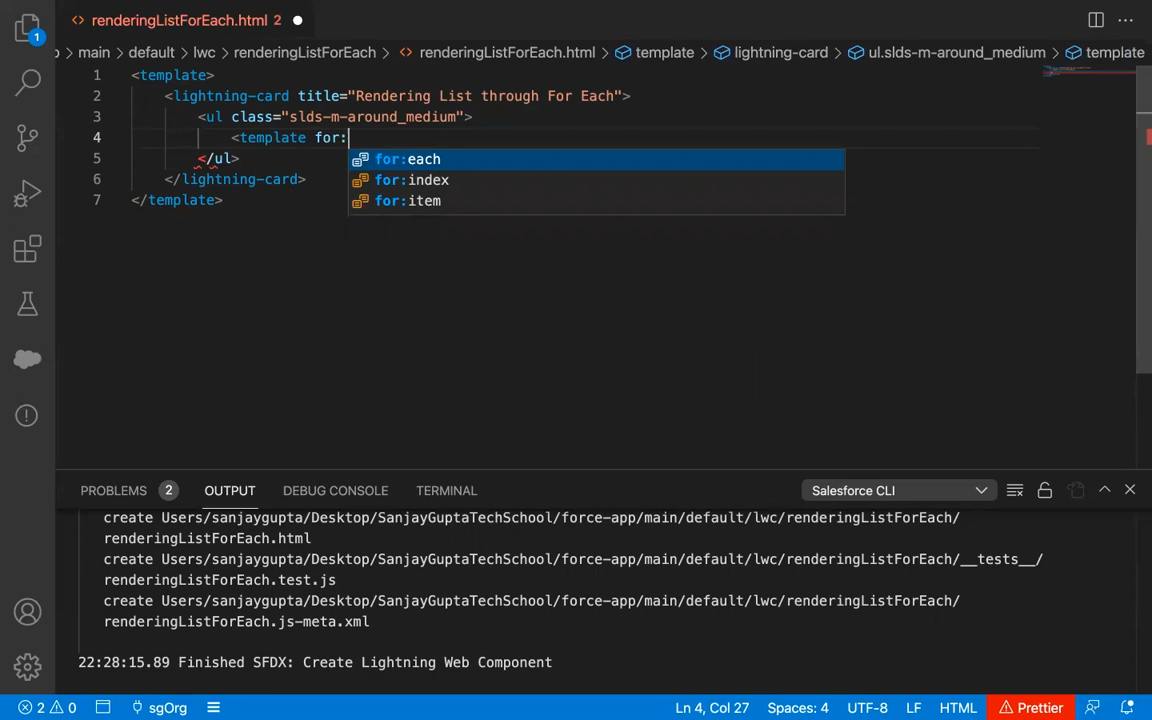 renderingListForEach.html 2
1
main > default > lwc > renderingListForEach > renderingListForEach.html > template > lightning-card > ul.slds-m-around_medium > template
1 <template>
2 <lightning-card title="Rendering List through For Each">
3 <ul class="slds-m-around_medium">
4 <template for:
for:each
5 </ul>
for:index
6 </lightning-card>
for:item
7 </template>
PROBLEMS 2 OUTPUT DEBUG CONSOLE TERMINAL Salesforce CLI
create Users/sanjaygupta/Desktop/SanjayGuptaTechSchool/force-app/main/default/lwc/renderingListForEach/
renderingListForEach.html
create Users/sanjaygupta/Desktop/SanjayGuptaTechSchool/force-app/main/default/lwc/renderingListForEach/__tests__/
renderingListForEach.test.js
create Users/sanjaygupta/Desktop/SanjayGuptaTechSchool/force-app/main/default/lwc/renderingListForEach/
renderingListForEach.js-meta.xml
22:28:15.89 Finished SFDX: Create Lightning Web Component
2 0 sgOrg Ln 4, Col 27 Spaces: 4 UTF-8 LF HTML Prettier